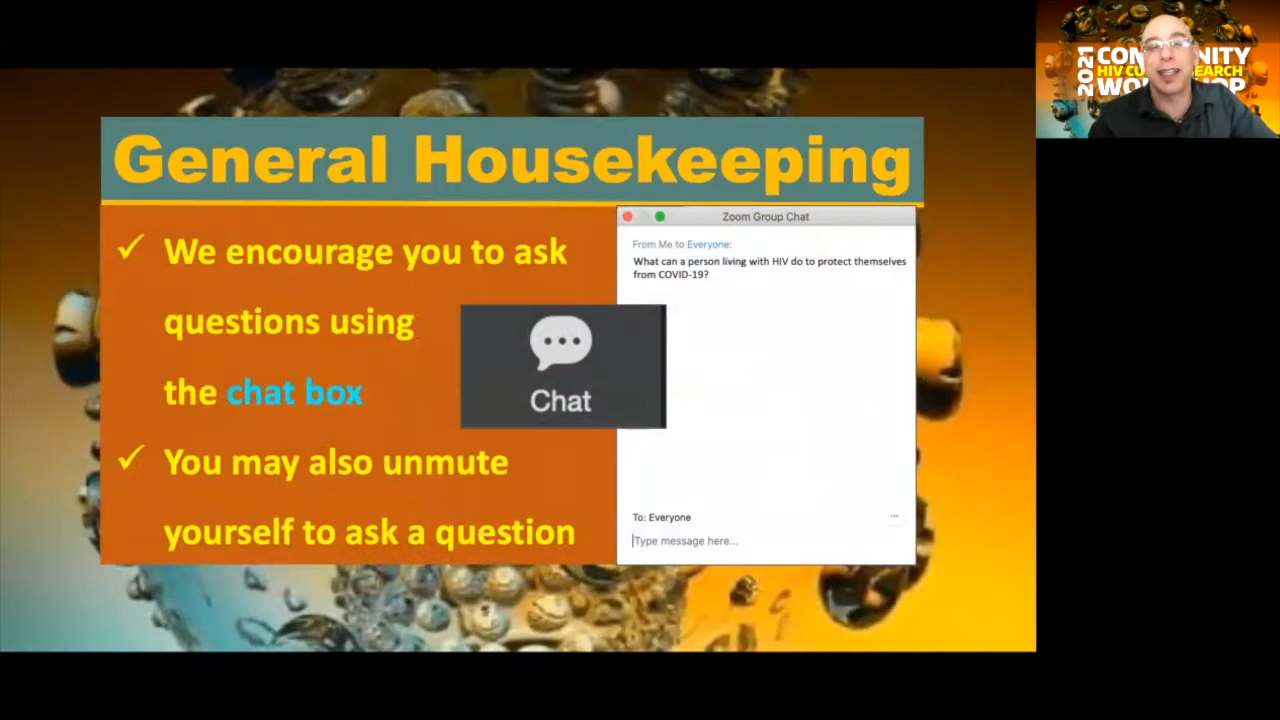 General Housekeeping
✓ We encourage you to ask
questions using
the chat box
✓ You may also unmute
yourself to ask a question
Chat
Zoom Group Chat
From Me to Everyone:
What can a person living with HIV do to protect themselves
from COVID-19?
To: Everyone
Type message here...
2021
HIV